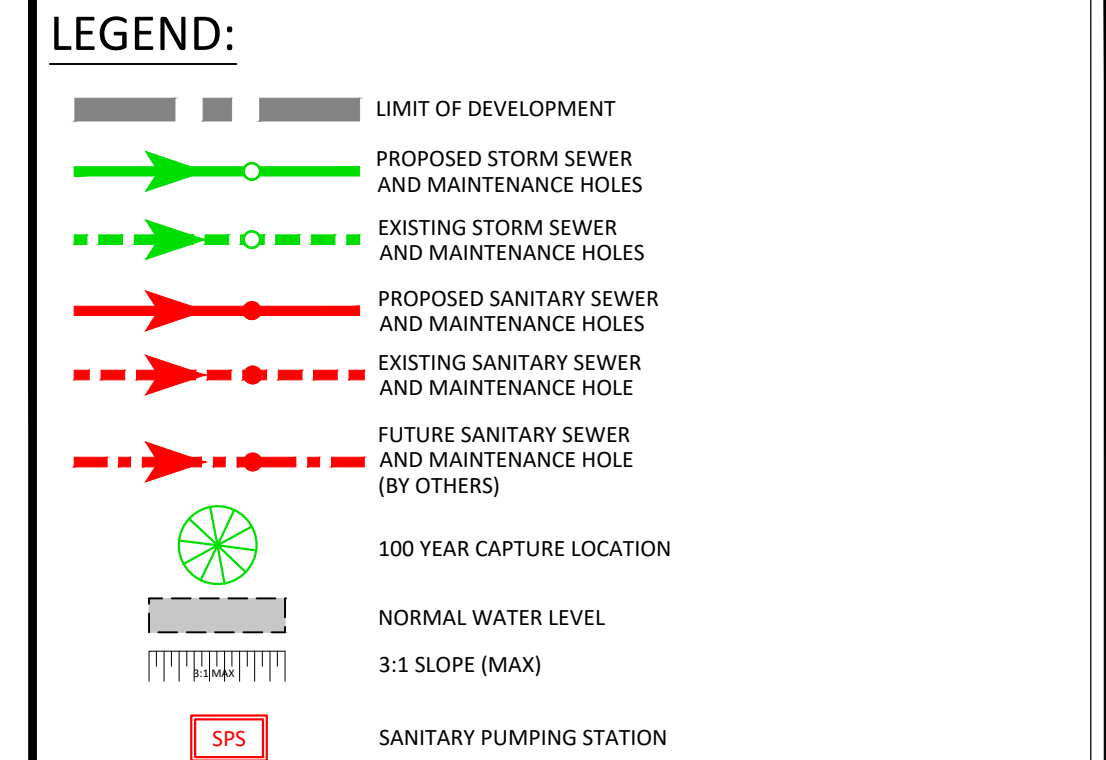 LEGEND:
LIMIT OF DEVELOPMENT
PROPOSED STORM SEWER
AND MAINTENANCE HOLES
EXISTING STORM SEWER
AND MAINTENANCE HOLES
PROPOSED SANITARY SEWER
AND MAINTENANCE HOLES
EXISTING SANITARY SEWER
AND MAINTENANCE HOLE
FUTURE SANITARY SEWER
AND MAINTENANCE HOLE
(BY OTHERS)
100 YEAR CAPTURE LOCATION
NORMAL WATER LEVEL
3:1 MAX
3:1 SLOPE (MAX)
SPS
SANITARY PUMPING STATION